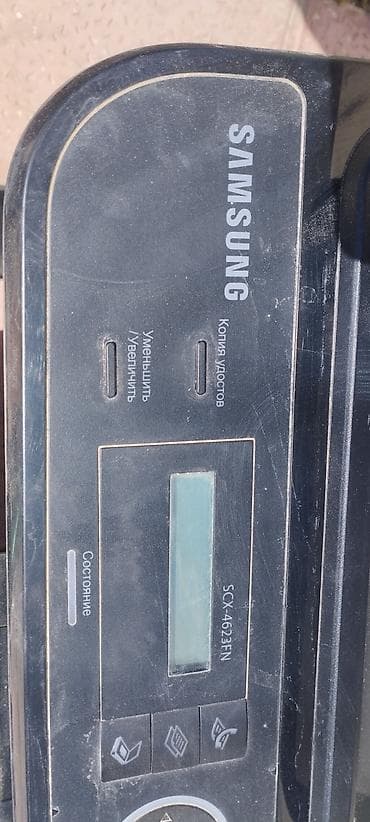 SAMSUNG
Копия удостов
Уменьшить
/Увеличить
SCX-4623FN
Состояние